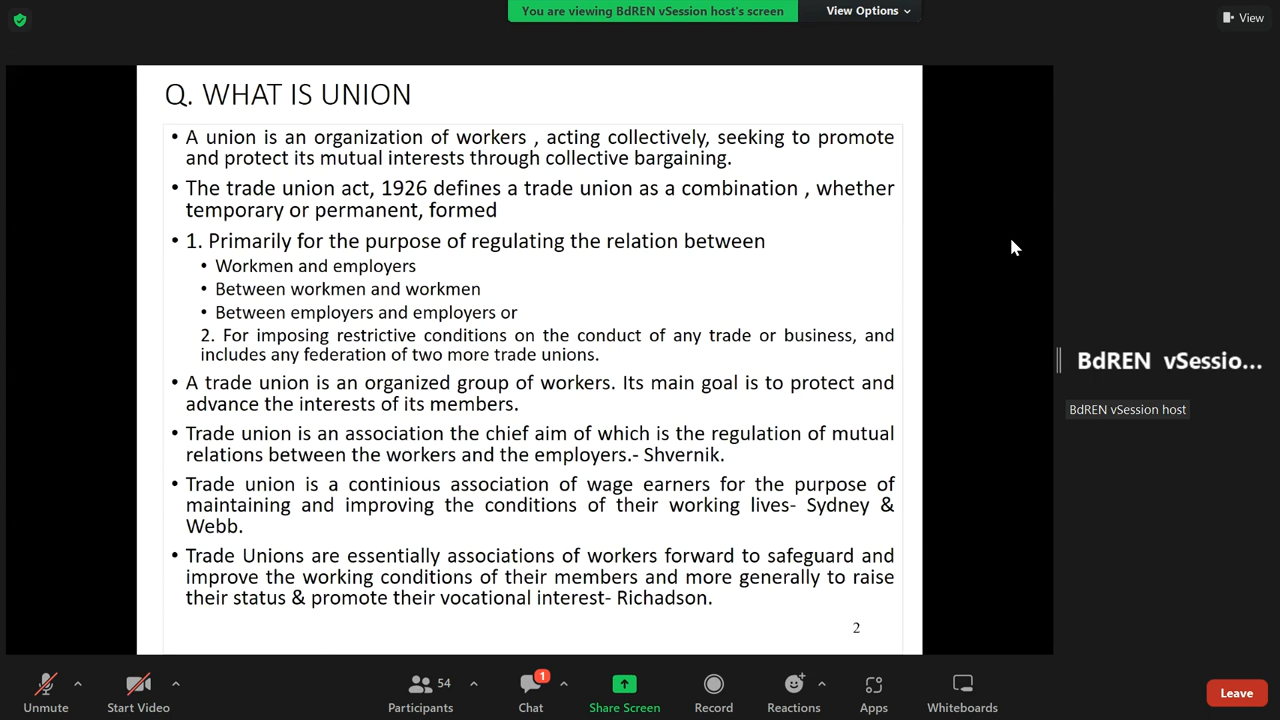 You are viewing BdREN vSession host's screen
View Options
View
Q. WHAT IS UNION
• A union is an organization of workers , acting collectively, seeking to promote
and protect its mutual interests through collective bargaining.
• The trade union act, 1926 defines a trade union as a combination , whether
temporary or permanent, formed
• 1. Primarily for the purpose of regulating the relation between
• Workmen and employers
• Between workmen and workmen
• Between employers and employers or
2. For imposing restrictive conditions on the conduct of any trade or business, and
includes any federation of two more trade unions.
• A trade union is an organized group of workers. Its main goal is to protect and
advance the interests of its members.
• Trade union is an association the chief aim of which is the regulation of mutual
relations between the workers and the employers.- Shvernik.
• Trade union is a continious association of wage earners for the purpose of
maintaining and improving the conditions of their working lives- Sydney &
Webb.
• Trade Unions are essentially associations of workers forward to safeguard and
improve the working conditions of their members and more generally to raise
their status & promote their vocational interest- Richadson.
2
BdREN vSessio...
BdREN vSession host
Unmute
Start Video
54
Participants
1
Chat
Share Screen
Record
Reactions
Apps
Whiteboards
Leave